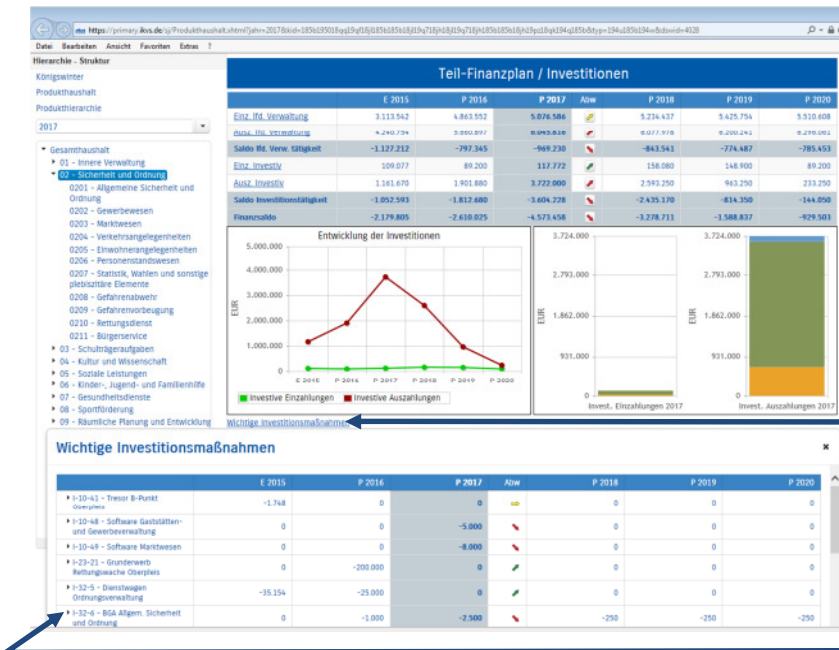 Datei Bearbeiten Ansicht Favoriten Extras ?
Hierarchie - Struktur
Königswinter
Produkthaushalt
Produkthierarchie
2017
Gesamthaushalt
01 - Innere Verwaltung
02 - Sicherheit und Ordnung
0201 - Allgemeine Sicherheit und
Ordnung
0202 - Gewerbewesen
0203 - Marktwesen
0204 - Verkehrsangelegenheiten
0205 - Einwohnerangelegenheiten
0206 - Personenstandswesen
0207 - Statistik, Wahlen und sonstige
plebiszitäre Elemente
0208 - Gefahrenabwehr
0209 - Gefahrenvorbeugung
0210 - Rettungsdienst
0211 - Bürgerservice
03 - Schulträgeraufgaben
04 - Kultur und Wissenschaft
05 - Soziale Leistungen
06 - Kinder-, Jugend- und Familienhilfe
07 - Gesundheitsdienste
08 - Sportförderung
09 - Räumliche Planung und Entwicklung
Teil-Finanzplan / Investitionen
E 2015 P 2016 P 2017 Abw P 2018 P 2019 P 2020
Einz. lfd. Verwaltung 3.113.542 4.863.552 5.076.586 5.234.437 5.425.754 5.510.608
Ausz. lfd. Verwaltung
Saldo lfd. Verw. tätigkeit -1.127.212 -797.345 -969.230 -843.541 -774.487 -785.453
Einz. Investiv 109.077 89.200 117.772 158.080 148.900 89.200
Ausz. Investiv 1.161.670 1.901.880 3.722.000 2.593.250 963.250 233.250
Saldo Investitionstätigkeit -1.052.593 -1.812.680 -3.604.228 -2.435.170 -814.350 -144.050
Finanzsaldo -2.179.805 -2.610.025 -4.573.458 -3.278.711 -1.588.837 -929.503
Entwicklung der Investitionen
5.000.000
4.000.000
3.000.000
2.000.000
1.000.000
0
EUR
E 2015 P 2016 P 2017 P 2018 P 2019 P 2020
Investive Einzahlungen Investive Auszahlungen
3.724.000
2.793.000
1.862.000
931.000
0
EUR
Invest. Einzahlungen 2017
3.724.000
2.793.000
1.862.000
931.000
0
EUR
Invest. Auszahlungen 2017
Wichtige Investitionsmaßnahmen
Wichtige Investitionsmaßnahmen
E 2015 P 2016 P 2017 Abw P 2018 P 2019 P 2020
I-10-41 - Tresor B-Punkt
Oberpleis
-1.748 0 0 0 0 0
I-10-48 - Software Gaststätten-
und Gewerbeverwaltung
0 0 -5.000 0 0 0
I-10-49 - Software Marktwesen 0 0 -8.000 0 0 0
I-23-21 - Grunderwerb
Rettungswache Oberpleis
0 -200.000 0 0 0 0
I-32-5 - Dienstwagen
Ordnungsverwaltung
-35.154 -25.000 0 0 0 0
I-32-6 - BGA Allgem. Sicherheit
und Ordnung
0 -1.000 -2.500 -250 -250 -250